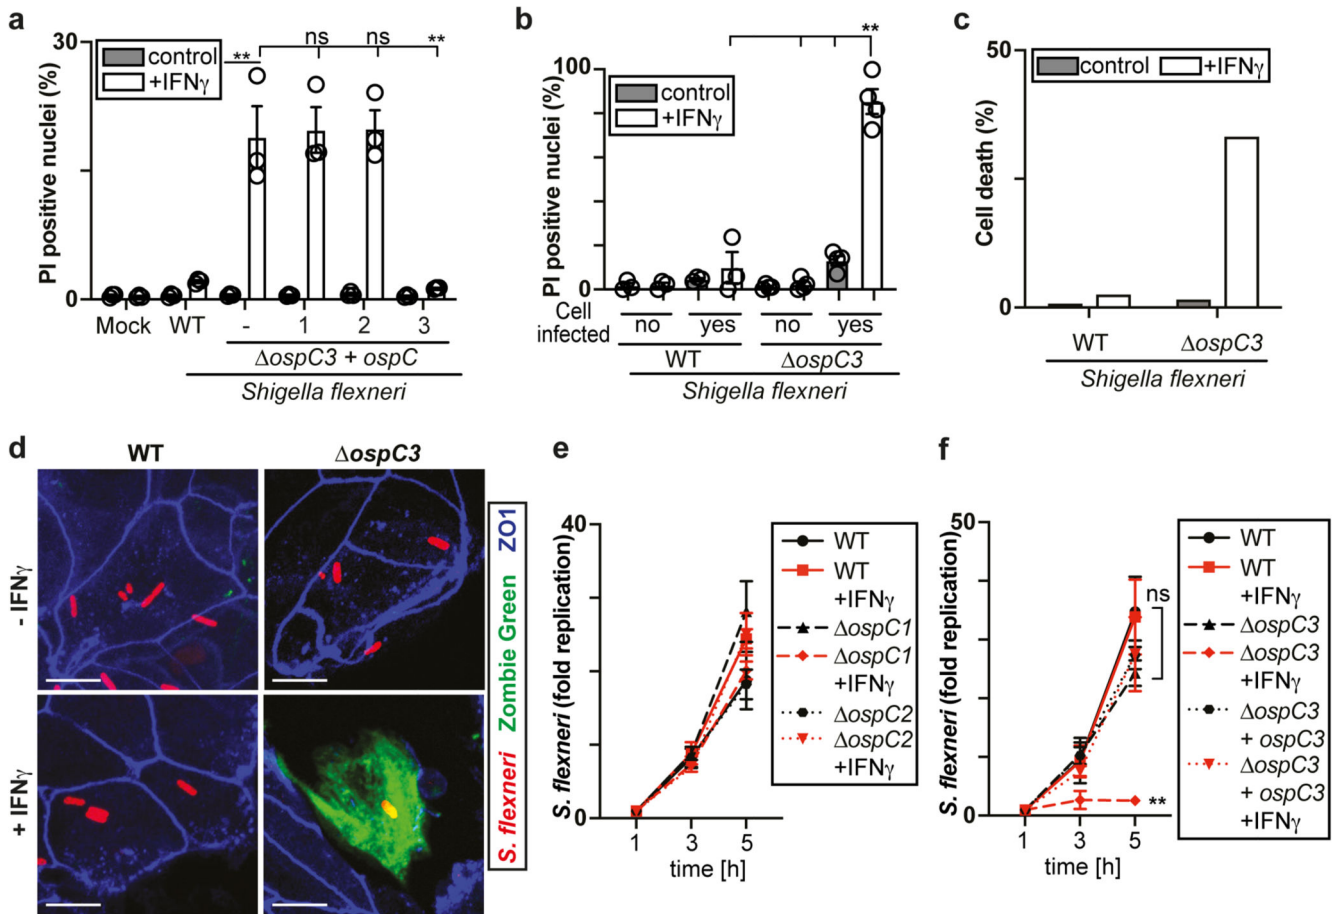 a
PI positive nuclei (%)
30
0
control
+IFNγ
**
ns
ns
**
Mock
WT
-
1
2
3
ΔospC3 + ospC
Shigella flexneri
b
PI positive nuclei (%)
100
0
control
+IFNγ
**
Cell
infected
no
yes
no
yes
WT
ΔospC3
Shigella flexneri
c
Cell death (%)
50
0
control
+IFNγ
WT
ΔospC3
Shigella flexneri
d
WT
ΔospC3
- IFNγ
+ IFNγ
S. flexneri Zombie Green ZO1
e
S. flexneri (fold replication)
40
0
1
3
5
time [h]
WT
WT
+IFNγ
ΔospC1
ΔospC1
+IFNγ
ΔospC2
ΔospC2
+IFNγ
f
S. flexneri (fold replication)
50
0
1
3
5
time [h]
ns
**
WT
WT
+IFNγ
ΔospC3
ΔospC3
+IFNγ
ΔospC3
+ ospC3
ΔospC3
+ ospC3
+IFNγ